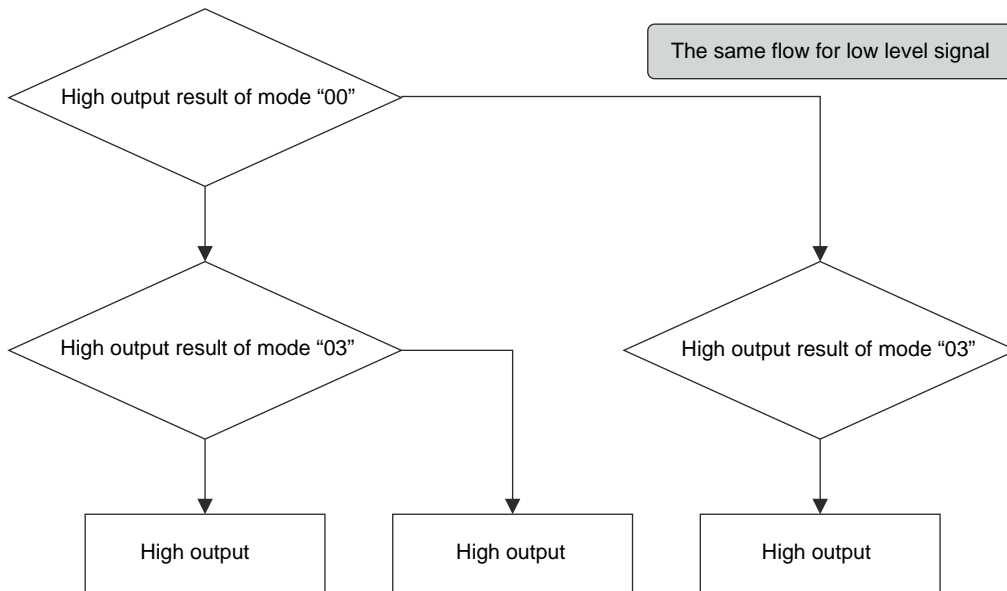 The same flow for low level signal
High output result of mode “00”
High output result of mode “03”
High output result of mode “03”
High output
High output
High output